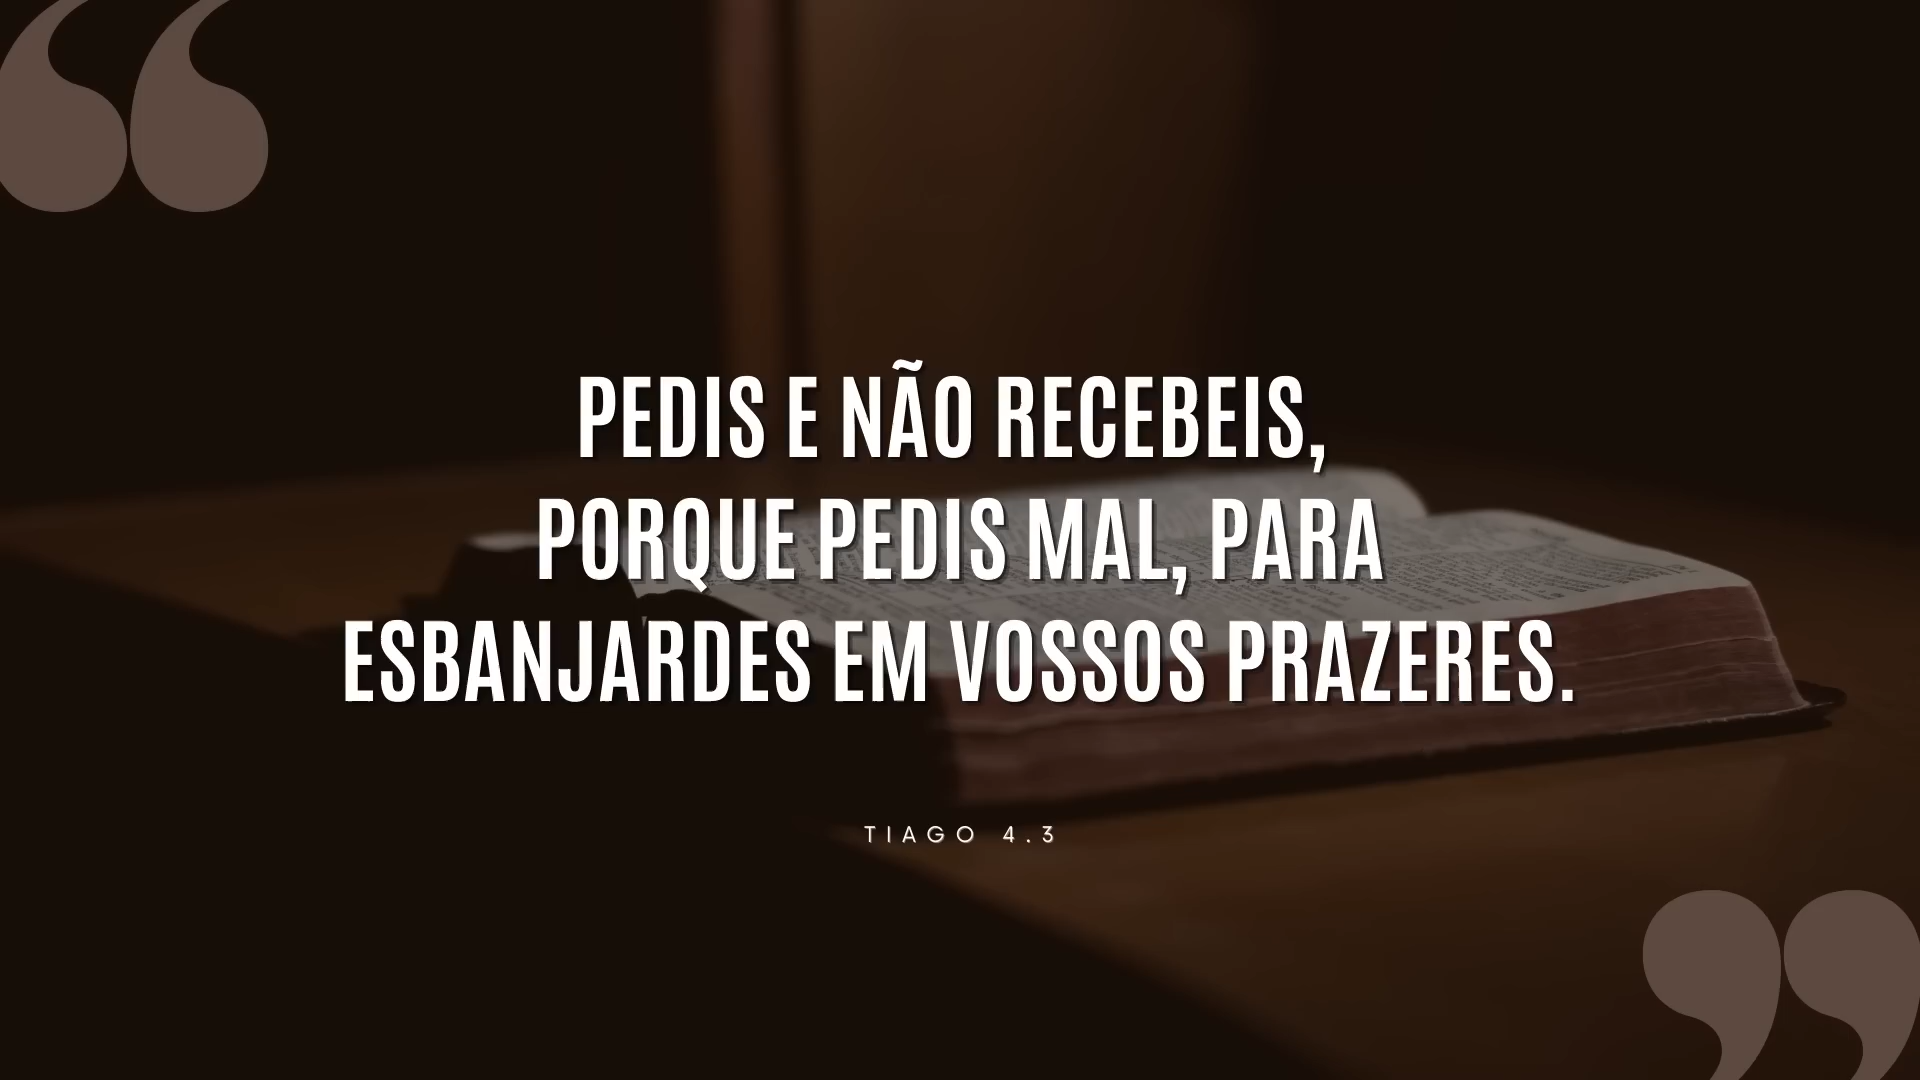 PEDIS E NÃO RECEBEIS,
PORQUE PEDIS MAL, PARA
ESBANJARDES EM VOSSOS PRAZERES.
TIAGO 4.3